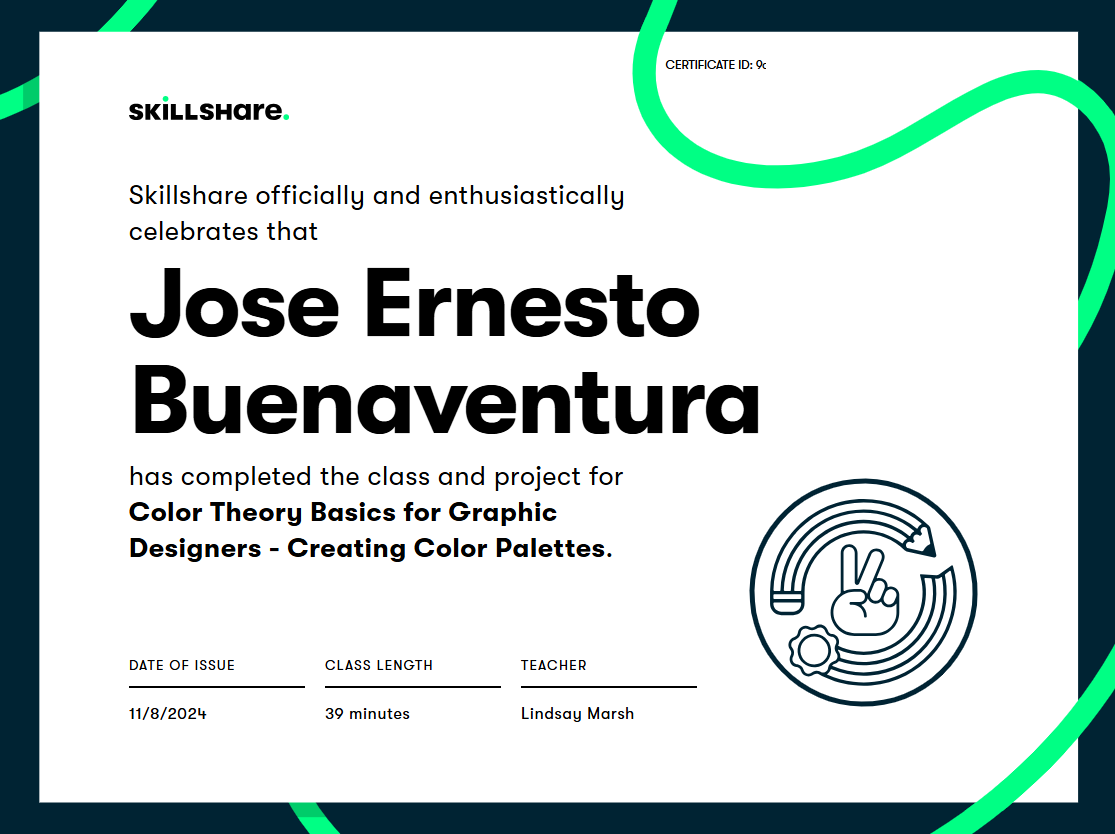 CERTIFICATE ID: 9c
SKiLLSHare.
Skillshare officially and enthusiastically
celebrates that
Jose Ernesto
Buenaventura
has completed the class and project for
Color Theory Basics for Graphic
Designers - Creating Color Palettes.
DATE OF ISSUE CLASS LENGTH TEACHER
11/8/2024 39 minutes Lindsay Marsh